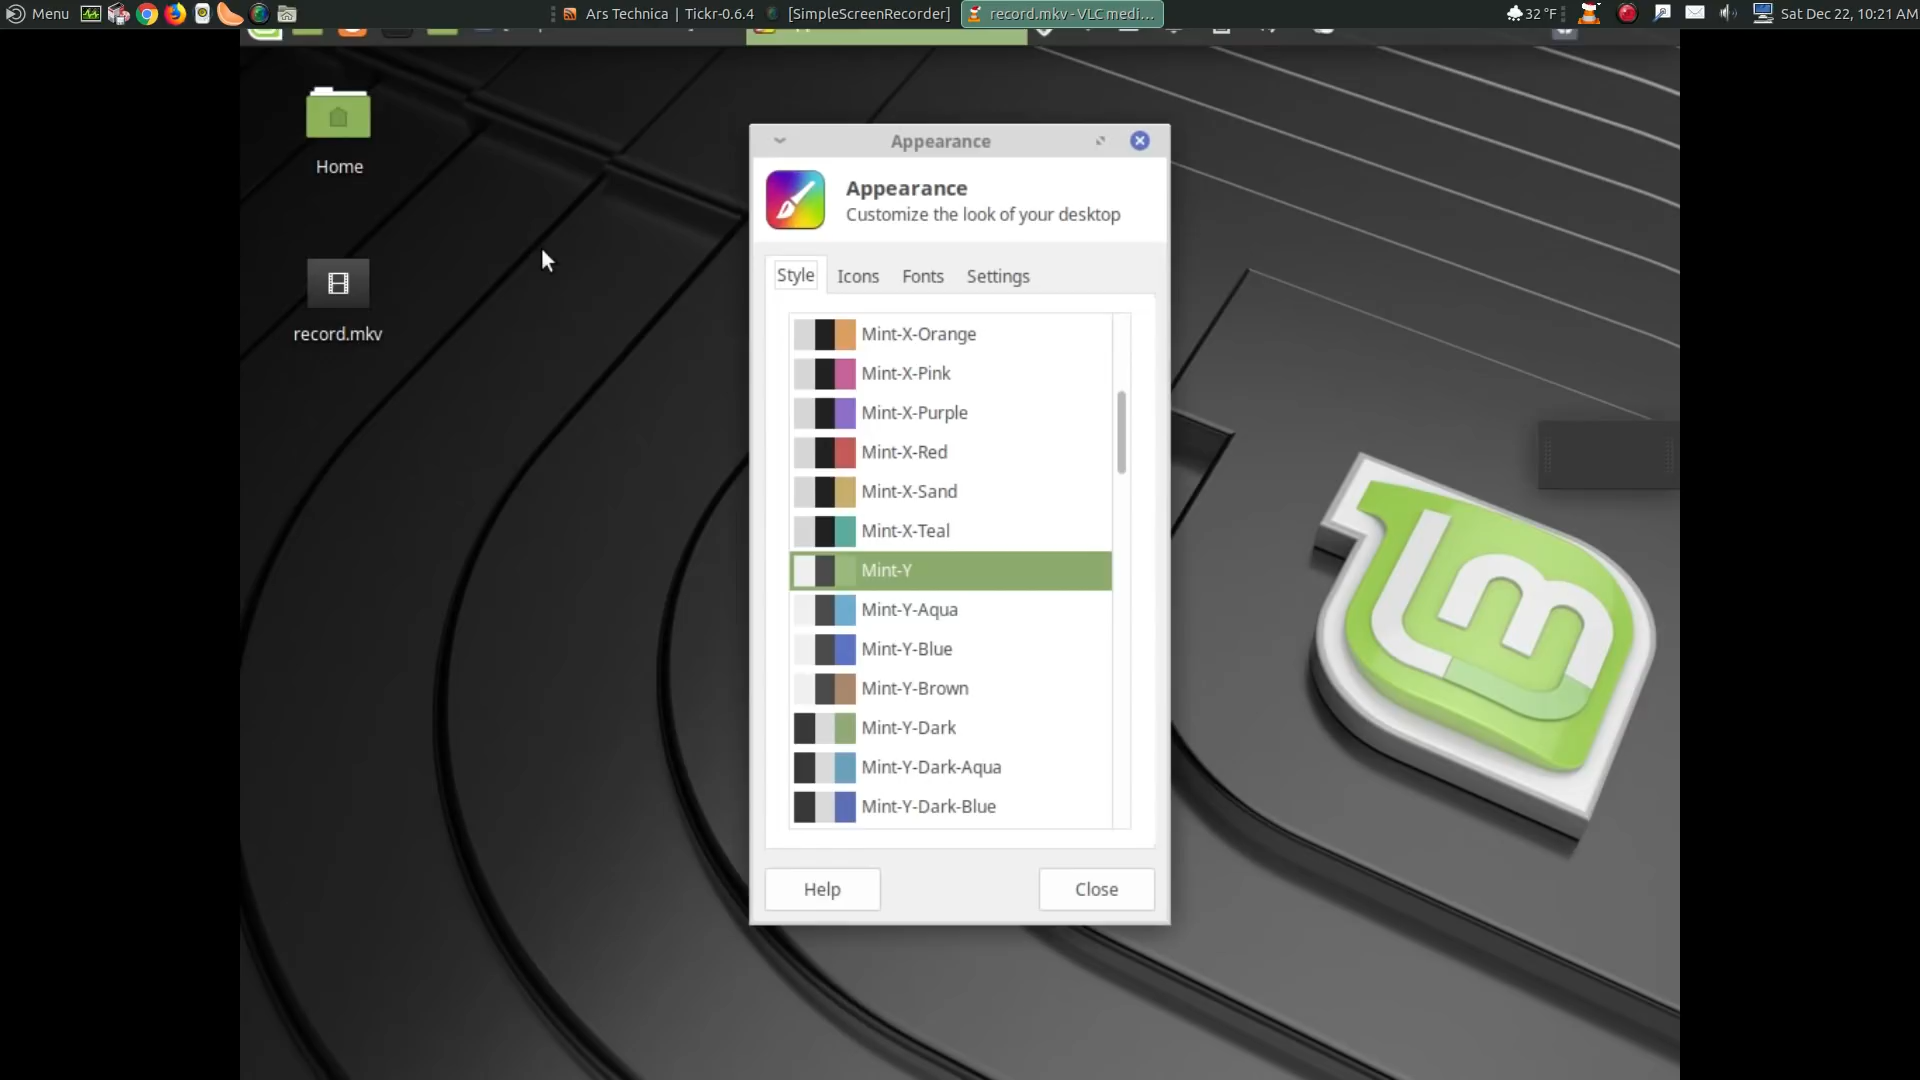 Menu
Ars Technica | Tickr-0.6.4
[SimpleScreenRecorder]
record.mkv - VLC medi...
32 °F
Sat Dec 22, 10:21 AM
Home
record.mkv
Appearance
Appearance
Customize the look of your desktop
Style
Icons
Fonts
Settings
Mint-X-Orange
Mint-X-Pink
Mint-X-Purple
Mint-X-Red
Mint-X-Sand
Mint-X-Teal
Mint-Y
Mint-Y-Aqua
Mint-Y-Blue
Mint-Y-Brown
Mint-Y-Dark
Mint-Y-Dark-Aqua
Mint-Y-Dark-Blue
Help
Close